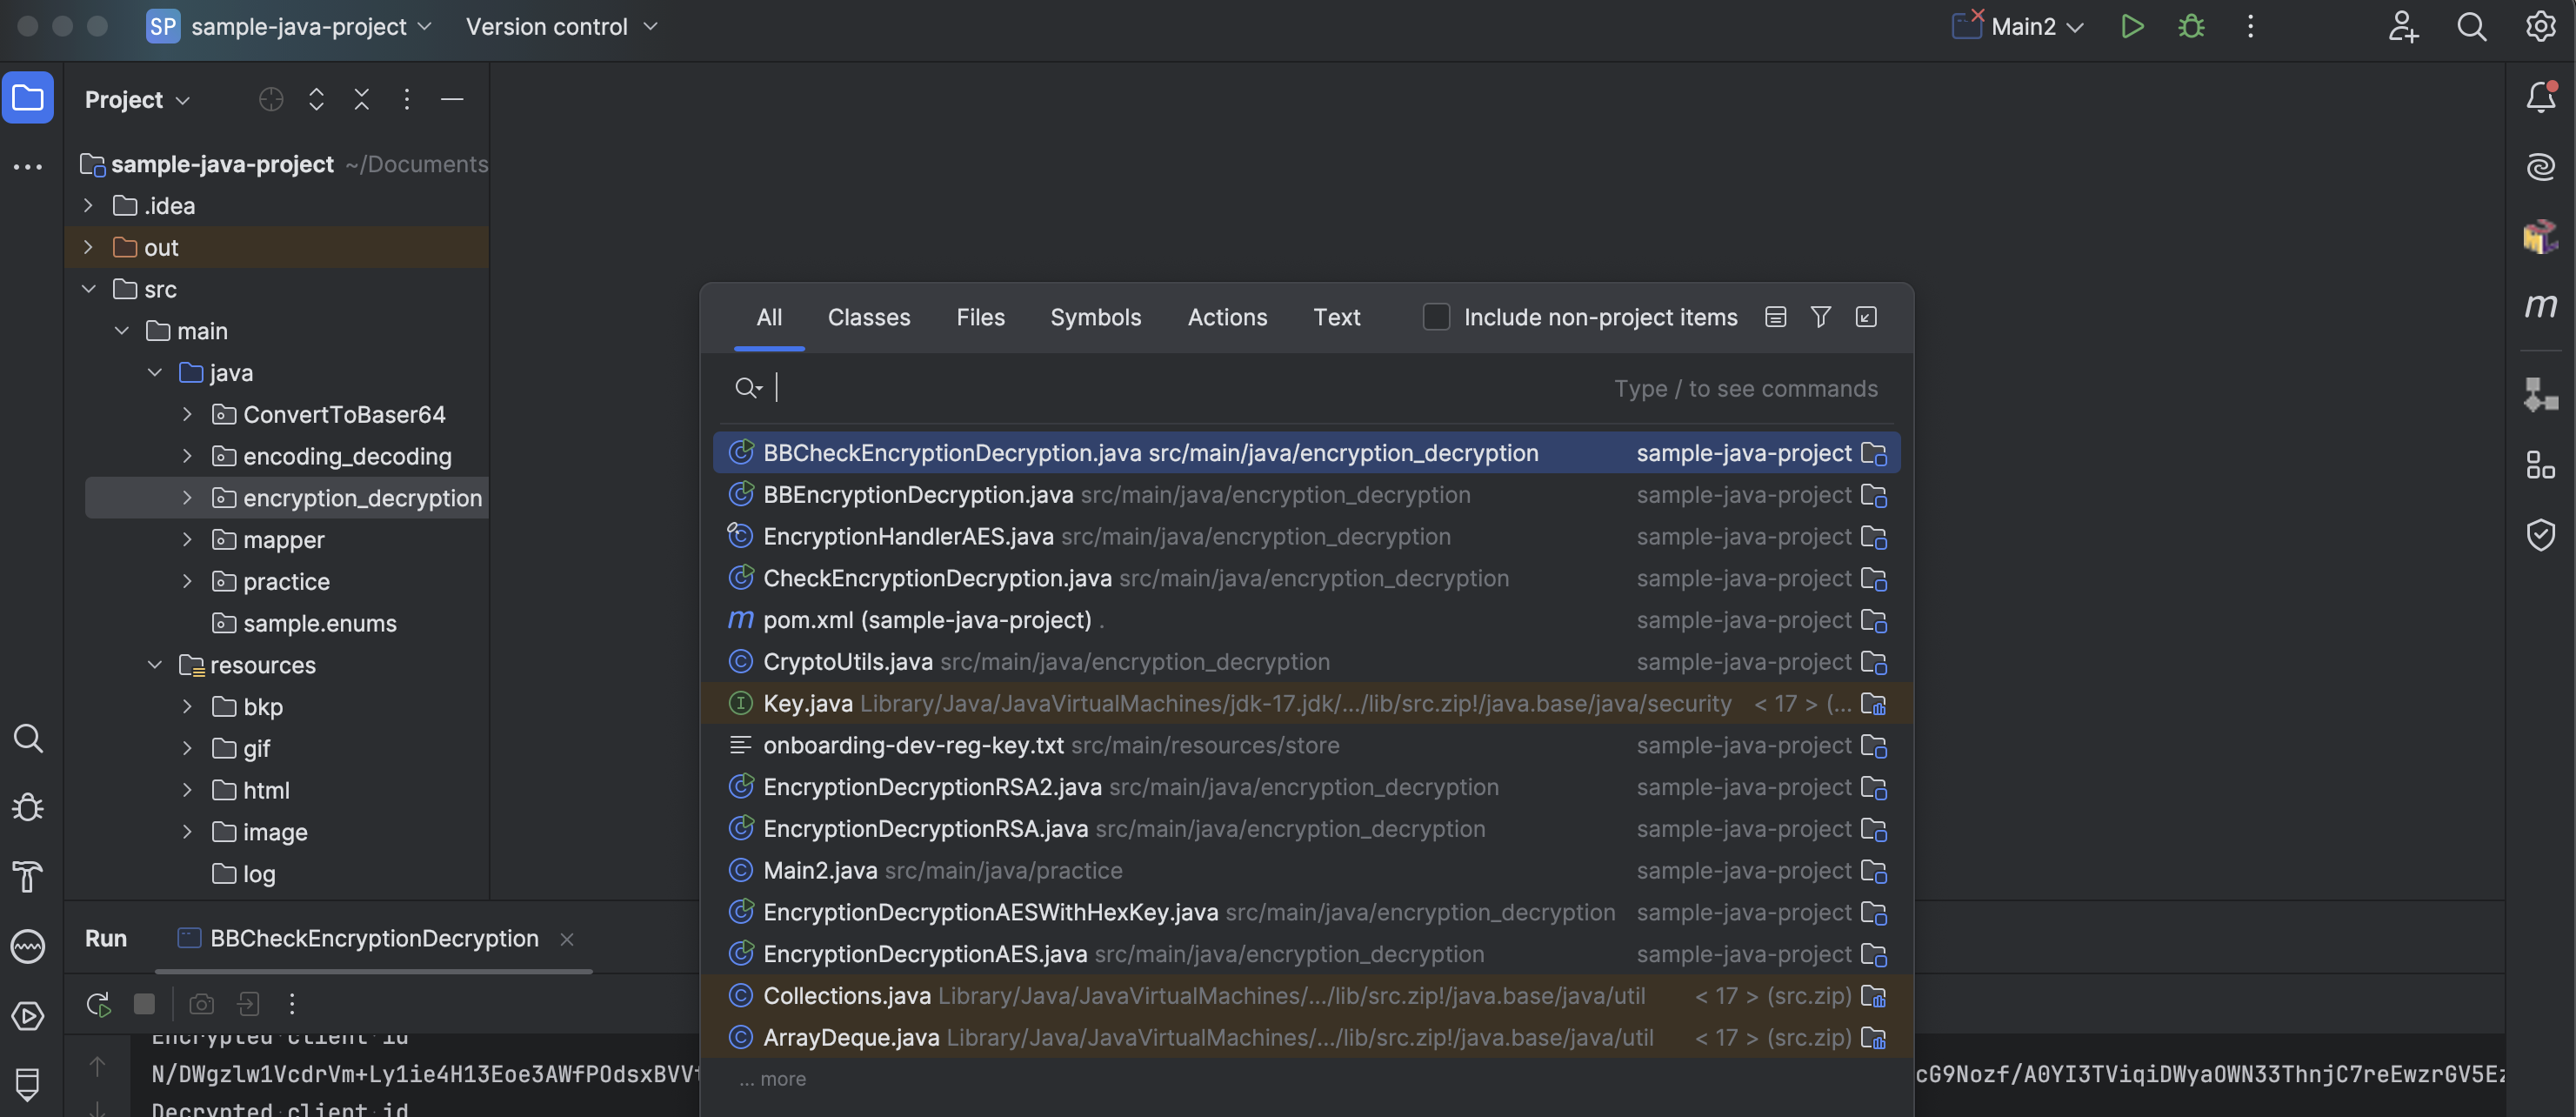 SP sample-java-project Version control Main2
Project
sample-java-project ~/Documents
.idea
out
src
main
java
ConvertToBaser64
encoding_decoding
encryption_decryption
mapper
practice
sample.enums
resources
bkp
gif
html
image
log
All Classes Files Symbols Actions Text Include non-project items
Type / to see commands
BBCheckEncryptionDecryption.java src/main/java/encryption_decryption sample-java-project
BBEncryptionDecryption.java src/main/java/encryption_decryption sample-java-project
EncryptionHandlerAES.java src/main/java/encryption_decryption sample-java-project
CheckEncryptionDecryption.java src/main/java/encryption_decryption sample-java-project
m pom.xml (sample-java-project) . sample-java-project
CryptoUtils.java src/main/java/encryption_decryption sample-java-project
Key.java Library/Java/JavaVirtualMachines/jdk-17.jdk/.../lib/src.zip!/java.base/java/security < 17 > (...
onboarding-dev-reg-key.txt src/main/resources/store sample-java-project
EncryptionDecryptionRSA2.java src/main/java/encryption_decryption sample-java-project
EncryptionDecryptionRSA.java src/main/java/encryption_decryption sample-java-project
Main2.java src/main/java/practice sample-java-project
EncryptionDecryptionAESWithHexKey.java src/main/java/encryption_decryption sample-java-project
EncryptionDecryptionAES.java src/main/java/encryption_decryption sample-java-project
Collections.java Library/Java/JavaVirtualMachines/.../lib/src.zip!/java.base/java/util < 17 > (src.zip)
ArrayDeque.java Library/Java/JavaVirtualMachines/.../lib/src.zip!/java.base/java/util < 17 > (src.zip)
... more
Run BBCheckEncryptionDecryption
Encrypted client id
N/DWgzlw1VcdrVm+Ly1ie4H13Eoe3AWfPOdsxBVV cG9Nozf/A0YI3TViqiDWyaOWN33ThnjC7reEwzrGV5Ez
Decrypted client id
m